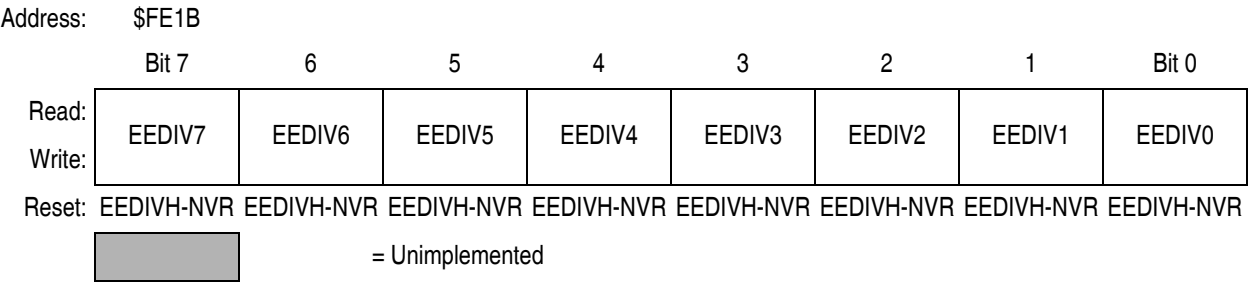 Address: $FE1B
Bit 7 6 5 4 3 2 1 Bit 0
Read:
EEDIV7 EEDIV6 EEDIV5 EEDIV4 EEDIV3 EEDIV2 EEDIV1 EEDIV0
Write:
Reset: EEDIVH-NVR EEDIVH-NVR EEDIVH-NVR EEDIVH-NVR EEDIVH-NVR EEDIVH-NVR EEDIVH-NVR EEDIVH-NVR
= Unimplemented